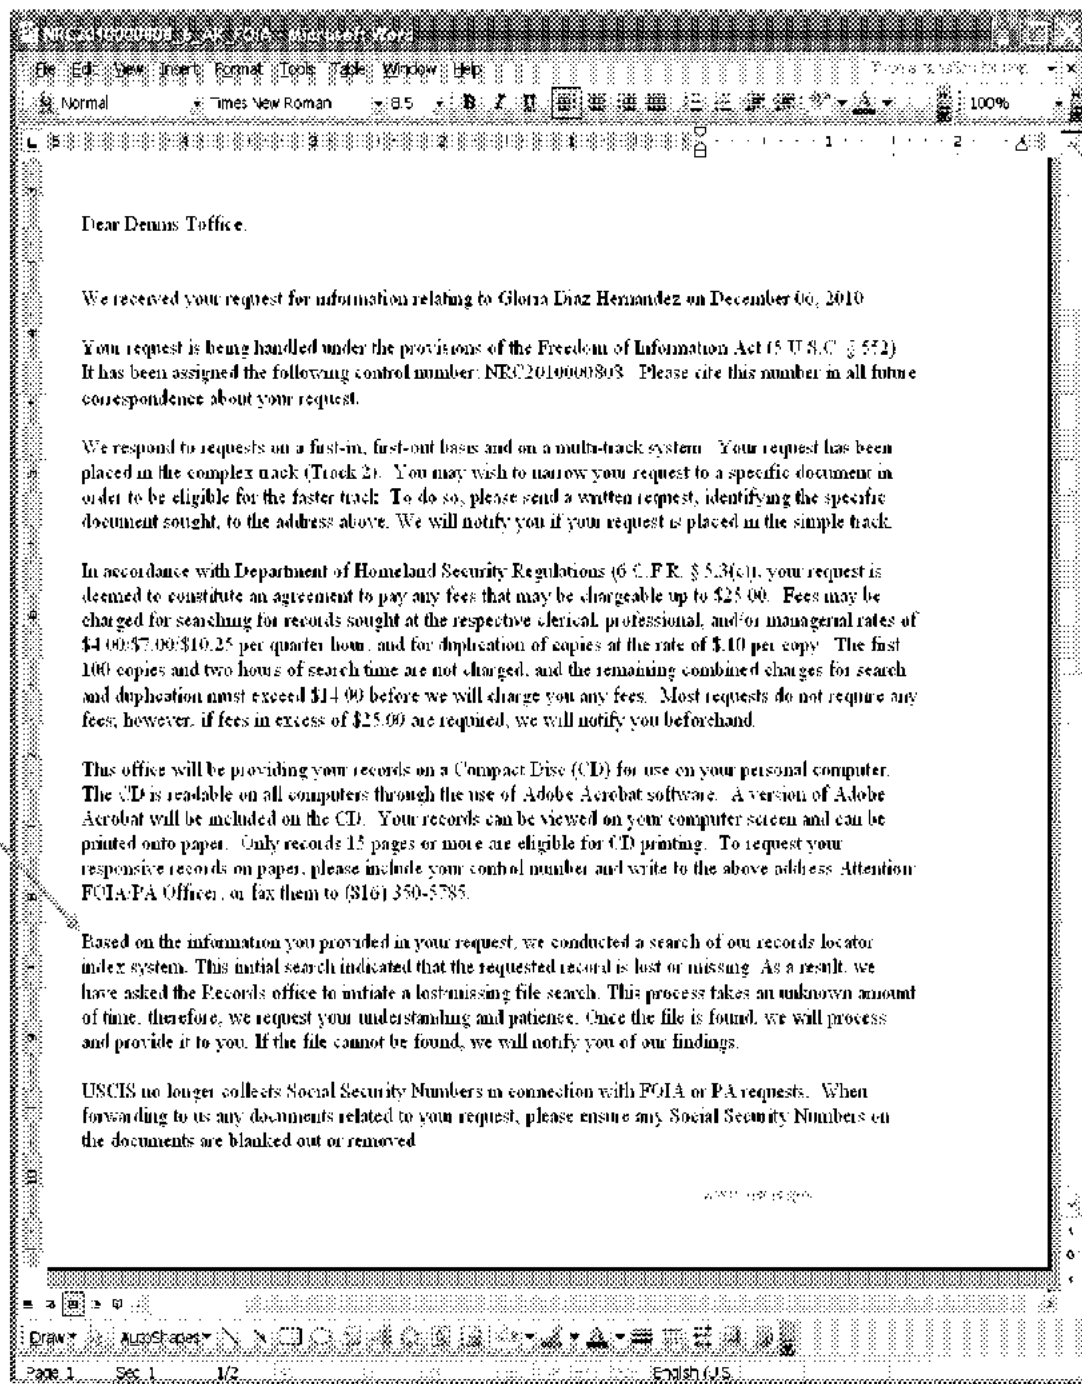 NRC2010000808_6_AK_FOIA - Microsoft Word
File Edit View Insert Format Tools Table Window Help
Normal Times New Roman 8.5 B I U 100%
5 4 3 2 1 1 2
Dear Dennis Toffice,
We received your request for information relating to Gloria Diaz Hernandez on December 06, 2010
Your request is being handled under the provisions of the Freedom of Information Act (5 U.S.C. § 552)
It has been assigned the following control number: NRC2010000808. Please cite this number in all future
correspondence about your request.
We respond to requests on a first-in, first-out basis and on a multi-track system. Your request has been
placed in the complex track (Track 2). You may wish to narrow your request to a specific document in
order to be eligible for the faster track. To do so, please send a written request, identifying the specific
document sought, to the address above. We will notify you if your request is placed in the simple track.
In accordance with Department of Homeland Security Regulations (6 C.F.R. § 5.3(c)), your request is
deemed to constitute an agreement to pay any fees that may be chargeable up to $25.00. Fees may be
charged for searching for records sought at the respective clerical, professional, and/or managerial rates of
$4.00/$7.00/$10.25 per quarter hour, and for duplication of copies at the rate of $.10 per copy. The first
100 copies and two hours of search time are not charged, and the remaining combined charges for search
and duplication must exceed $14.00 before we will charge you any fees. Most requests do not require any
fees; however, if fees in excess of $25.00 are required, we will notify you beforehand.
This office will be providing your records on a Compact Disc (CD) for use on your personal computer.
The CD is readable on all computers through the use of Adobe Acrobat software. A version of Adobe
Acrobat will be included on the CD. Your records can be viewed on your computer screen and can be
printed onto paper. Only records 15 pages or more are eligible for CD printing. To request your
responsive records on paper, please include your control number and write to the above address Attention:
FOIA/PA Officer, or fax them to (816) 350-5785.
Based on the information you provided in your request, we conducted a search of our records locator
index system. This initial search indicated that the requested record is lost or missing. As a result, we
have asked the Records office to initiate a lost/missing file search. This process takes an unknown amount
of time, therefore, we request your understanding and patience. Once the file is found, we will process
and provide it to you. If the file cannot be found, we will notify you of our findings.
USCIS no longer collects Social Security Numbers in connection with FOIA or PA requests. When
forwarding to us any documents related to your request, please ensure any Social Security Numbers on
the documents are blanked out or removed
Draw AutoShapes
Page 1 Sec 1 1/2 English (U.S.